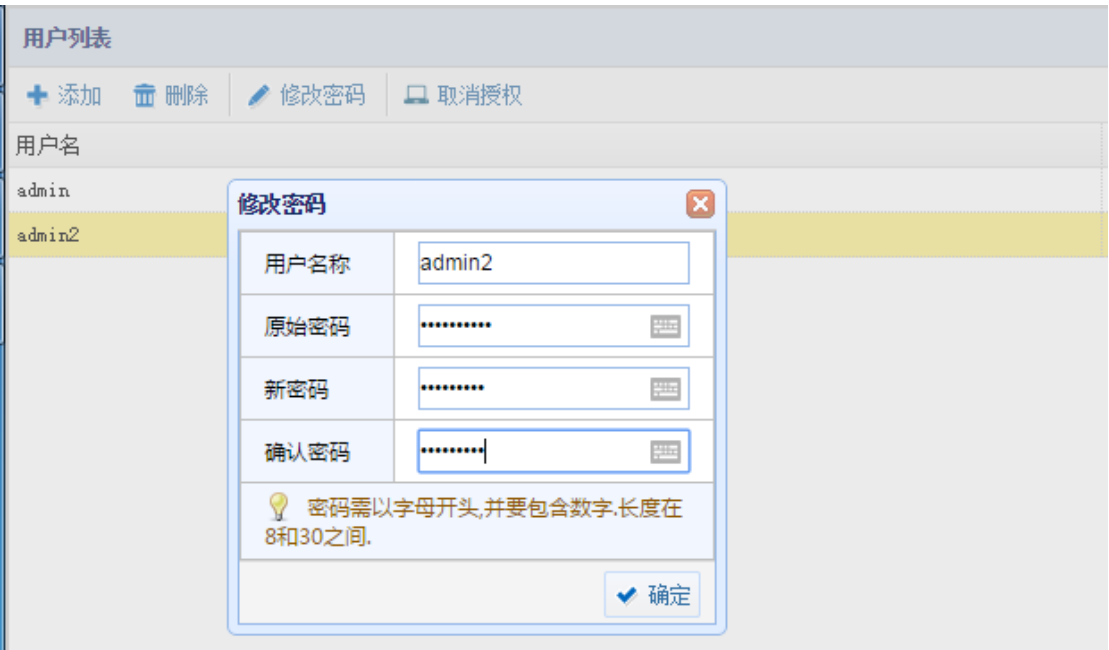 用户列表
添加 删除 修改密码 取消授权
用户名
admin
admin2
修改密码
用户名称 admin2
原始密码 ••••••••••
新密码 •••••••••
确认密码 •••••••••
密码需以字母开头,并要包含数字.长度在
8和30之间.
确定